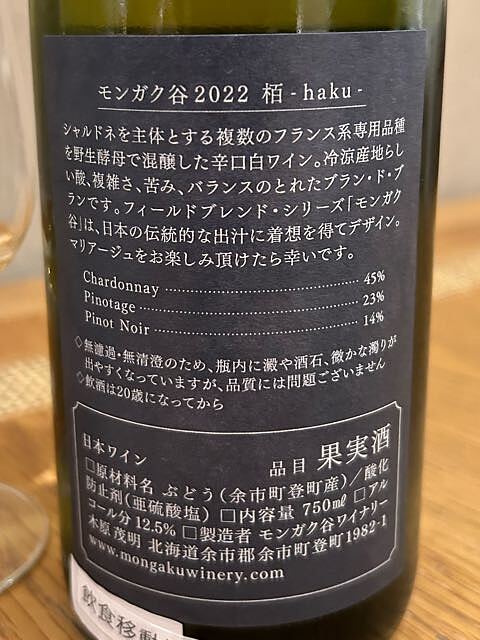 モンガク谷2022 栢 - haku -
シャルドネを主体とする複数のフランス系専用品種
を野生酵母で混醸した辛口白ワイン。冷涼産地らし
い酸、複雑さ、苦み、バランスのとれたブラン・ド・ブ
ランです。フィールドブレンド・シリーズ「モンガク
谷」は、日本の伝統的な出汁に着想を得てデザイン。
マリアージュをお楽しみ頂けたら幸いです。
Chardonnay 45%
Pinotage 23%
Pinot Noir 14%
◇無濾過・無清澄のため、瓶内に澱や酒石、微かな濁りが
出やすくなっていますが、品質には問題ございません
◇飲酒は20歳になってから
日本ワイン 品目 果実酒
□原材料名 ぶどう(余市町登町産)/酸化
防止剤(亜硫酸塩) □内容量 750㎖ □アル
コール分 12.5% □製造者 モンガク谷ワイナリー
木原茂明 北海道余市郡余市町登町1982-1
www.mongakuwinery.com
飲食移動